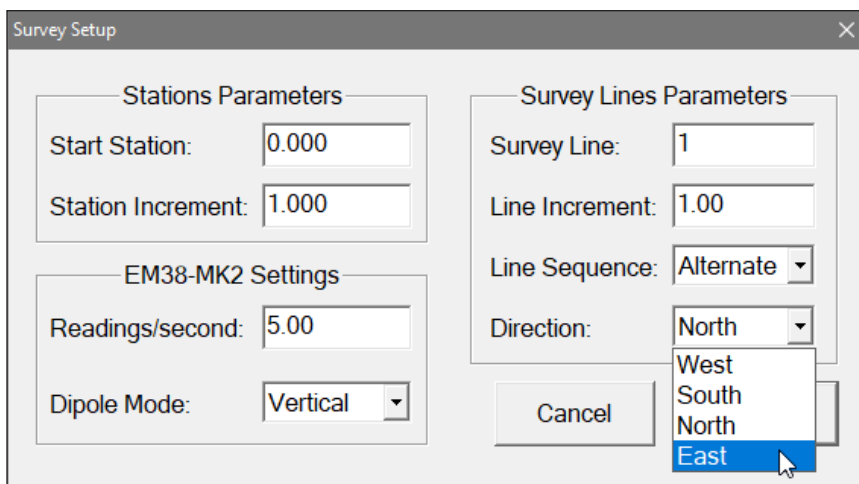 Survey Setup
Stations Parameters
Start Station: 0.000
Station Increment: 1.000
EM38-MK2 Settings
Readings/second: 5.00
Dipole Mode: Vertical
Survey Lines Parameters
Survey Line: 1
Line Increment: 1.00
Line Sequence: Alternate
Direction: North
West
South
North
East
Cancel